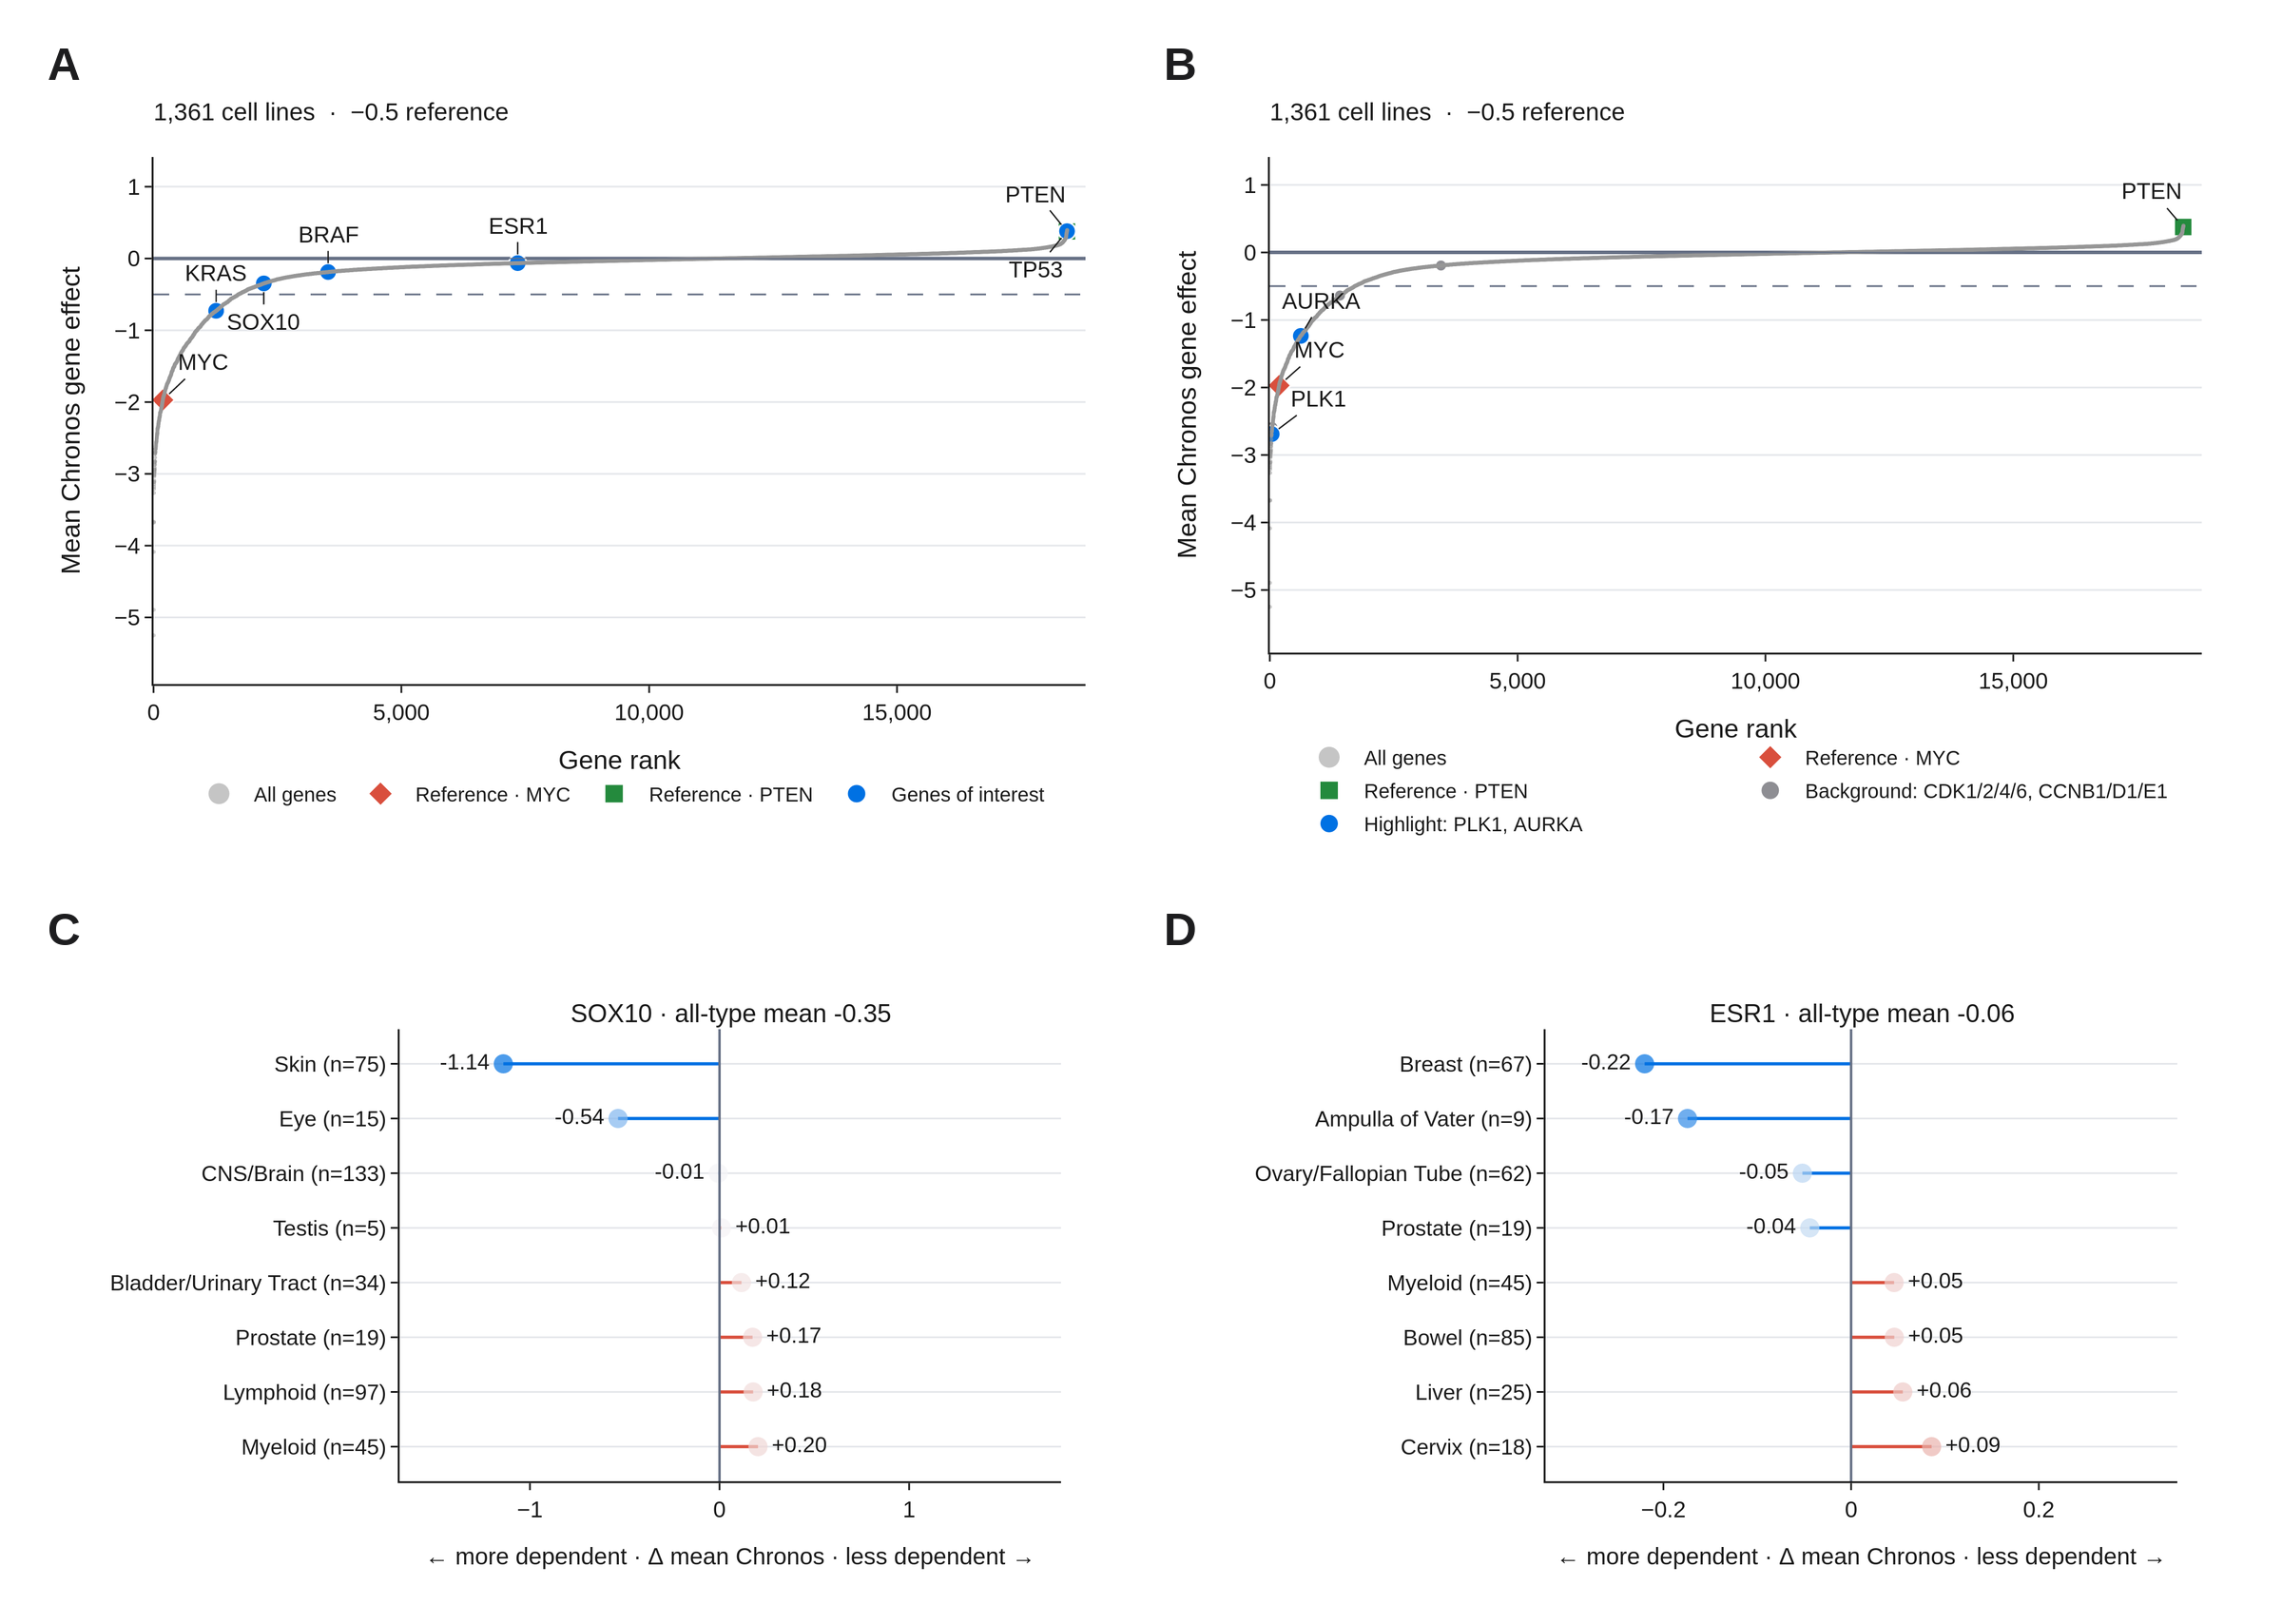 A
1,361 cell lines · −0.5 reference
Mean Chronos gene effect
1
0
−1
−2
−3
−4
−5
PTEN
ESR1
BRAF
KRAS
TP53
SOX10
MYC
0
5,000
10,000
15,000
Gene rank
All genes
Reference · MYC
Reference · PTEN
Genes of interest
B
1,361 cell lines · −0.5 reference
Mean Chronos gene effect
1
0
−1
−2
−3
−4
−5
PTEN
AURKA
MYC
PLK1
0
5,000
10,000
15,000
Gene rank
All genes
Reference · MYC
Reference · PTEN
Background: CDK1/2/4/6, CCNB1/D1/E1
Highlight: PLK1, AURKA
C
SOX10 · all-type mean -0.35
Skin (n=75)
-1.14
Eye (n=15)
-0.54
CNS/Brain (n=133)
-0.01
Testis (n=5)
+0.01
Bladder/Urinary Tract (n=34)
+0.12
Prostate (n=19)
+0.17
Lymphoid (n=97)
+0.18
Myeloid (n=45)
+0.20
−1
0
1
← more dependent · Δ mean Chronos · less dependent →
D
ESR1 · all-type mean -0.06
Breast (n=67)
-0.22
Ampulla of Vater (n=9)
-0.17
Ovary/Fallopian Tube (n=62)
-0.05
Prostate (n=19)
-0.04
Myeloid (n=45)
+0.05
Bowel (n=85)
+0.05
Liver (n=25)
+0.06
Cervix (n=18)
+0.09
−0.2
0
0.2
← more dependent · Δ mean Chronos · less dependent →